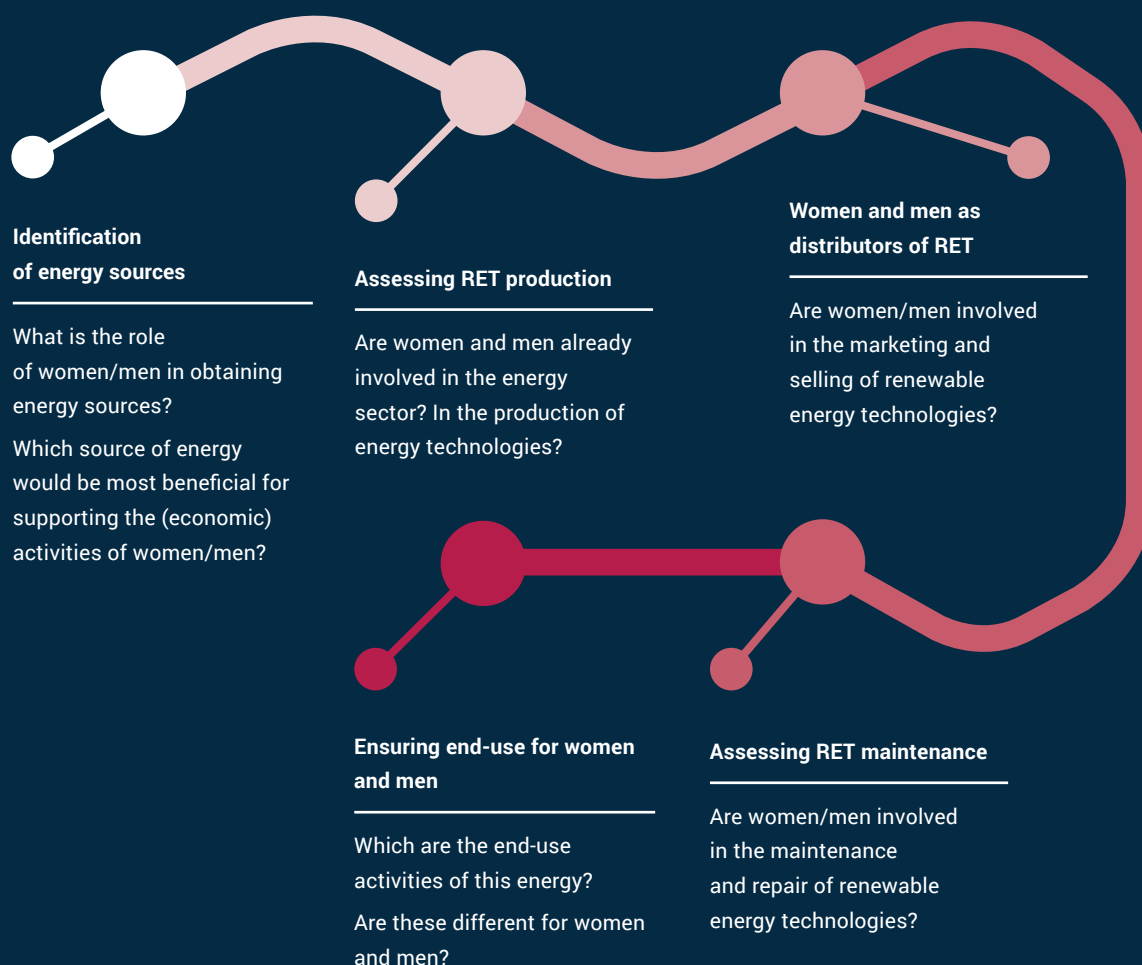 Identification
of energy sources
What is the role
of women/men in obtaining
energy sources?
Which source of energy
would be most beneficial for
supporting the (economic)
activities of women/men?
Assessing RET production
Are women and men already
involved in the energy
sector? In the production of
energy technologies?
Women and men as
distributors of RET
Are women/men involved
in the marketing and
selling of renewable
energy technologies?
Assessing RET maintenance
Are women/men involved
in the maintenance
and repair of renewable
energy technologies?
Ensuring end-use for women
and men
Which are the end-use
activities of this energy?
Are these different for women
and men?